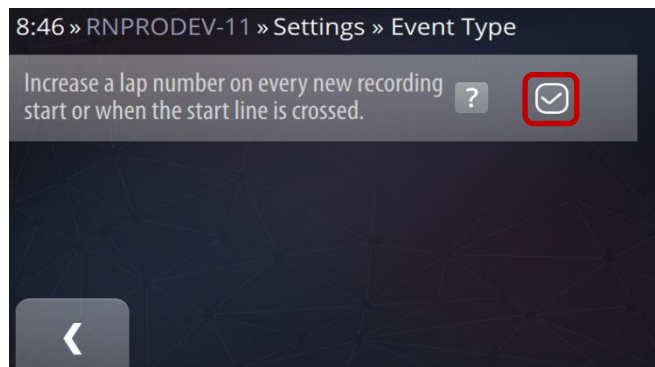 8:46 » RNPRODEV-11 » Settings » Event Type
Increase a lap number on every new recording
start or when the start line is crossed.
?